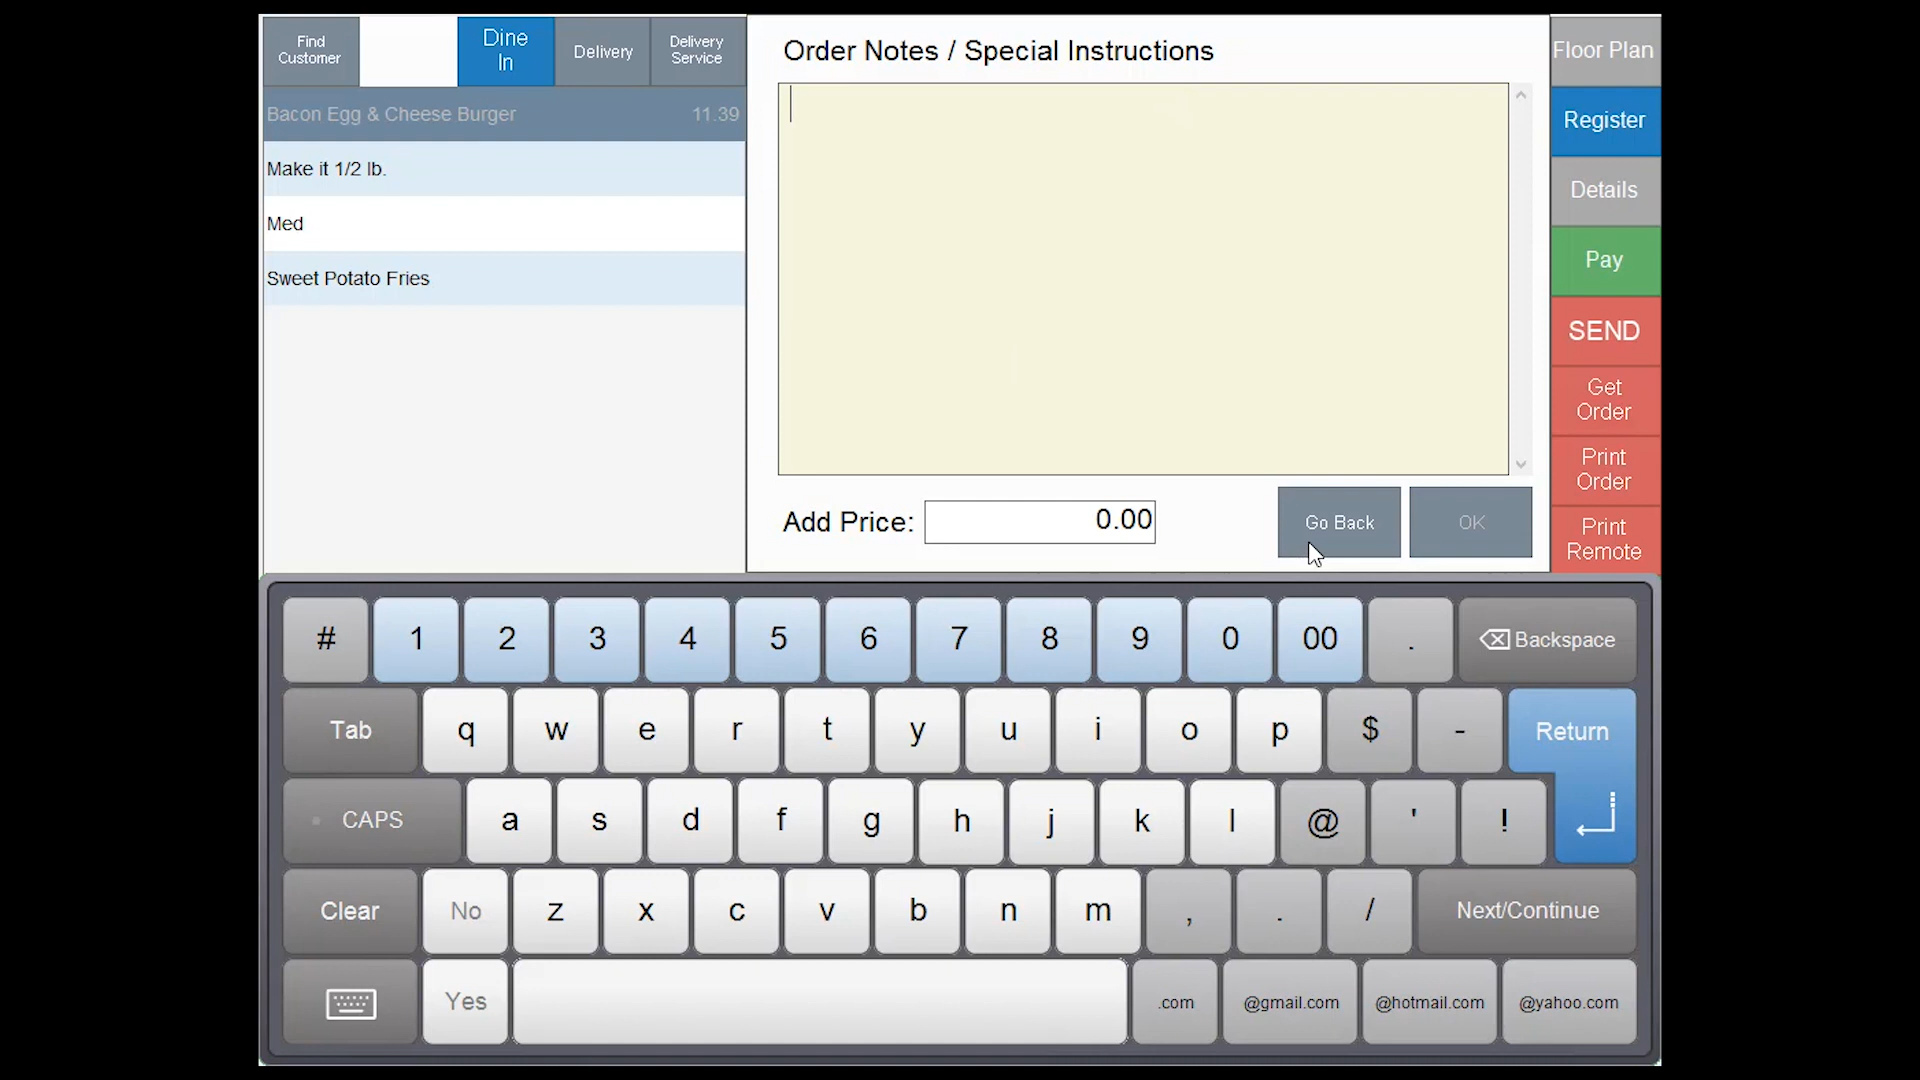 Find
Customer
Dine
In
Delivery
Delivery
Service
Bacon Egg & Cheese Burger 11.39
Make it 1/2 lb.
Med
Sweet Potato Fries
Order Notes / Special Instructions
Add Price: 0.00
Go Back
OK
Floor Plan
Register
Details
Pay
SEND
Get
Order
Print
Order
Print
Remote
# 1 2 3 4 5 6 7 8 9 0 00 . Backspace
Tab q w e r t y u i o p $ - Return
CAPS a s d f g h j k l @ ' !
Clear No z x c v b n m , . / Next/Continue
Yes .com @gmail.com @hotmail.com @yahoo.com